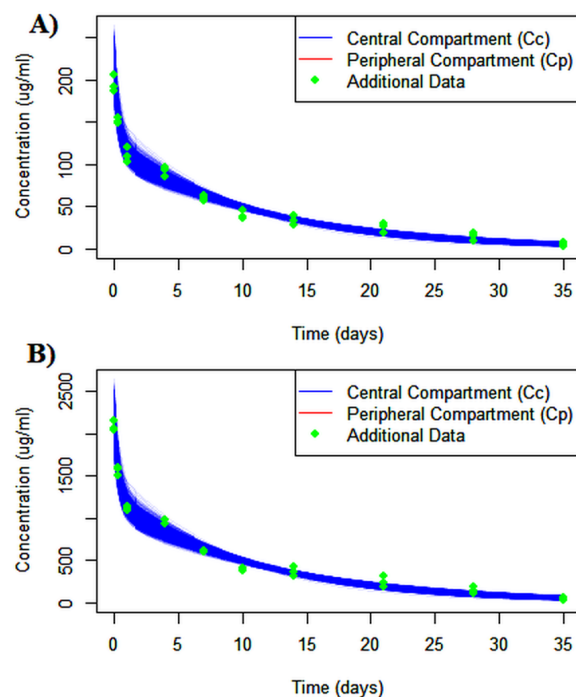 A)
Central Compartment (Cc)
Peripheral Compartment (Cp)
Additional Data
Concentration (ug/ml)
200
100
50
0
0 5 10 15 20 25 30 35
Time (days)
B)
Central Compartment (Cc)
Peripheral Compartment (Cp)
Additional Data
Concentration (ug/ml)
2500
1500
500
0
0 5 10 15 20 25 30 35
Time (days)